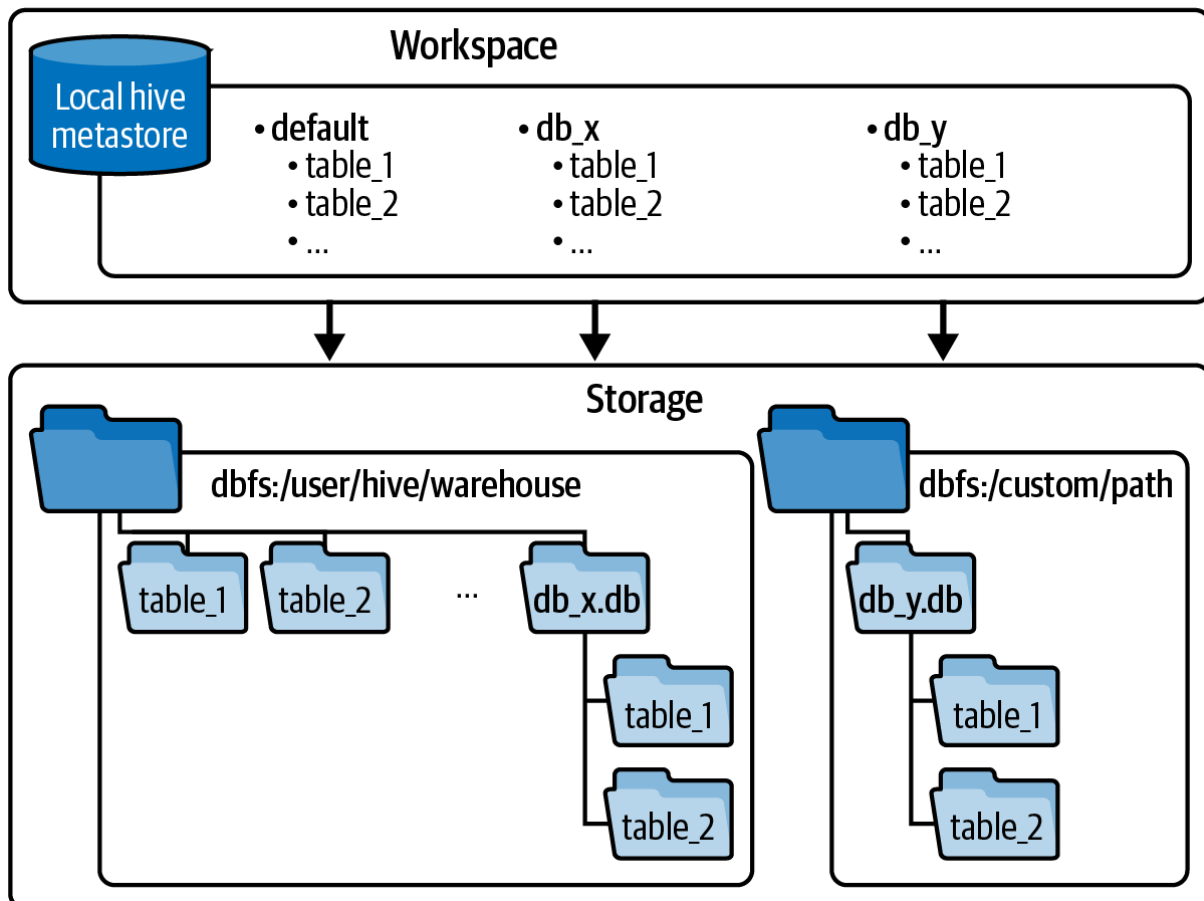 Workspace
Local hive
metastore
• default
• table_1
• table_2
• ...
• db_x
• table_1
• table_2
• ...
• db_y
• table_1
• table_2
• ...
Storage
dbfs:/user/hive/warehouse
table_1
table_2
...
db_x.db
table_1
table_2
dbfs:/custom/path
db_y.db
table_1
table_2